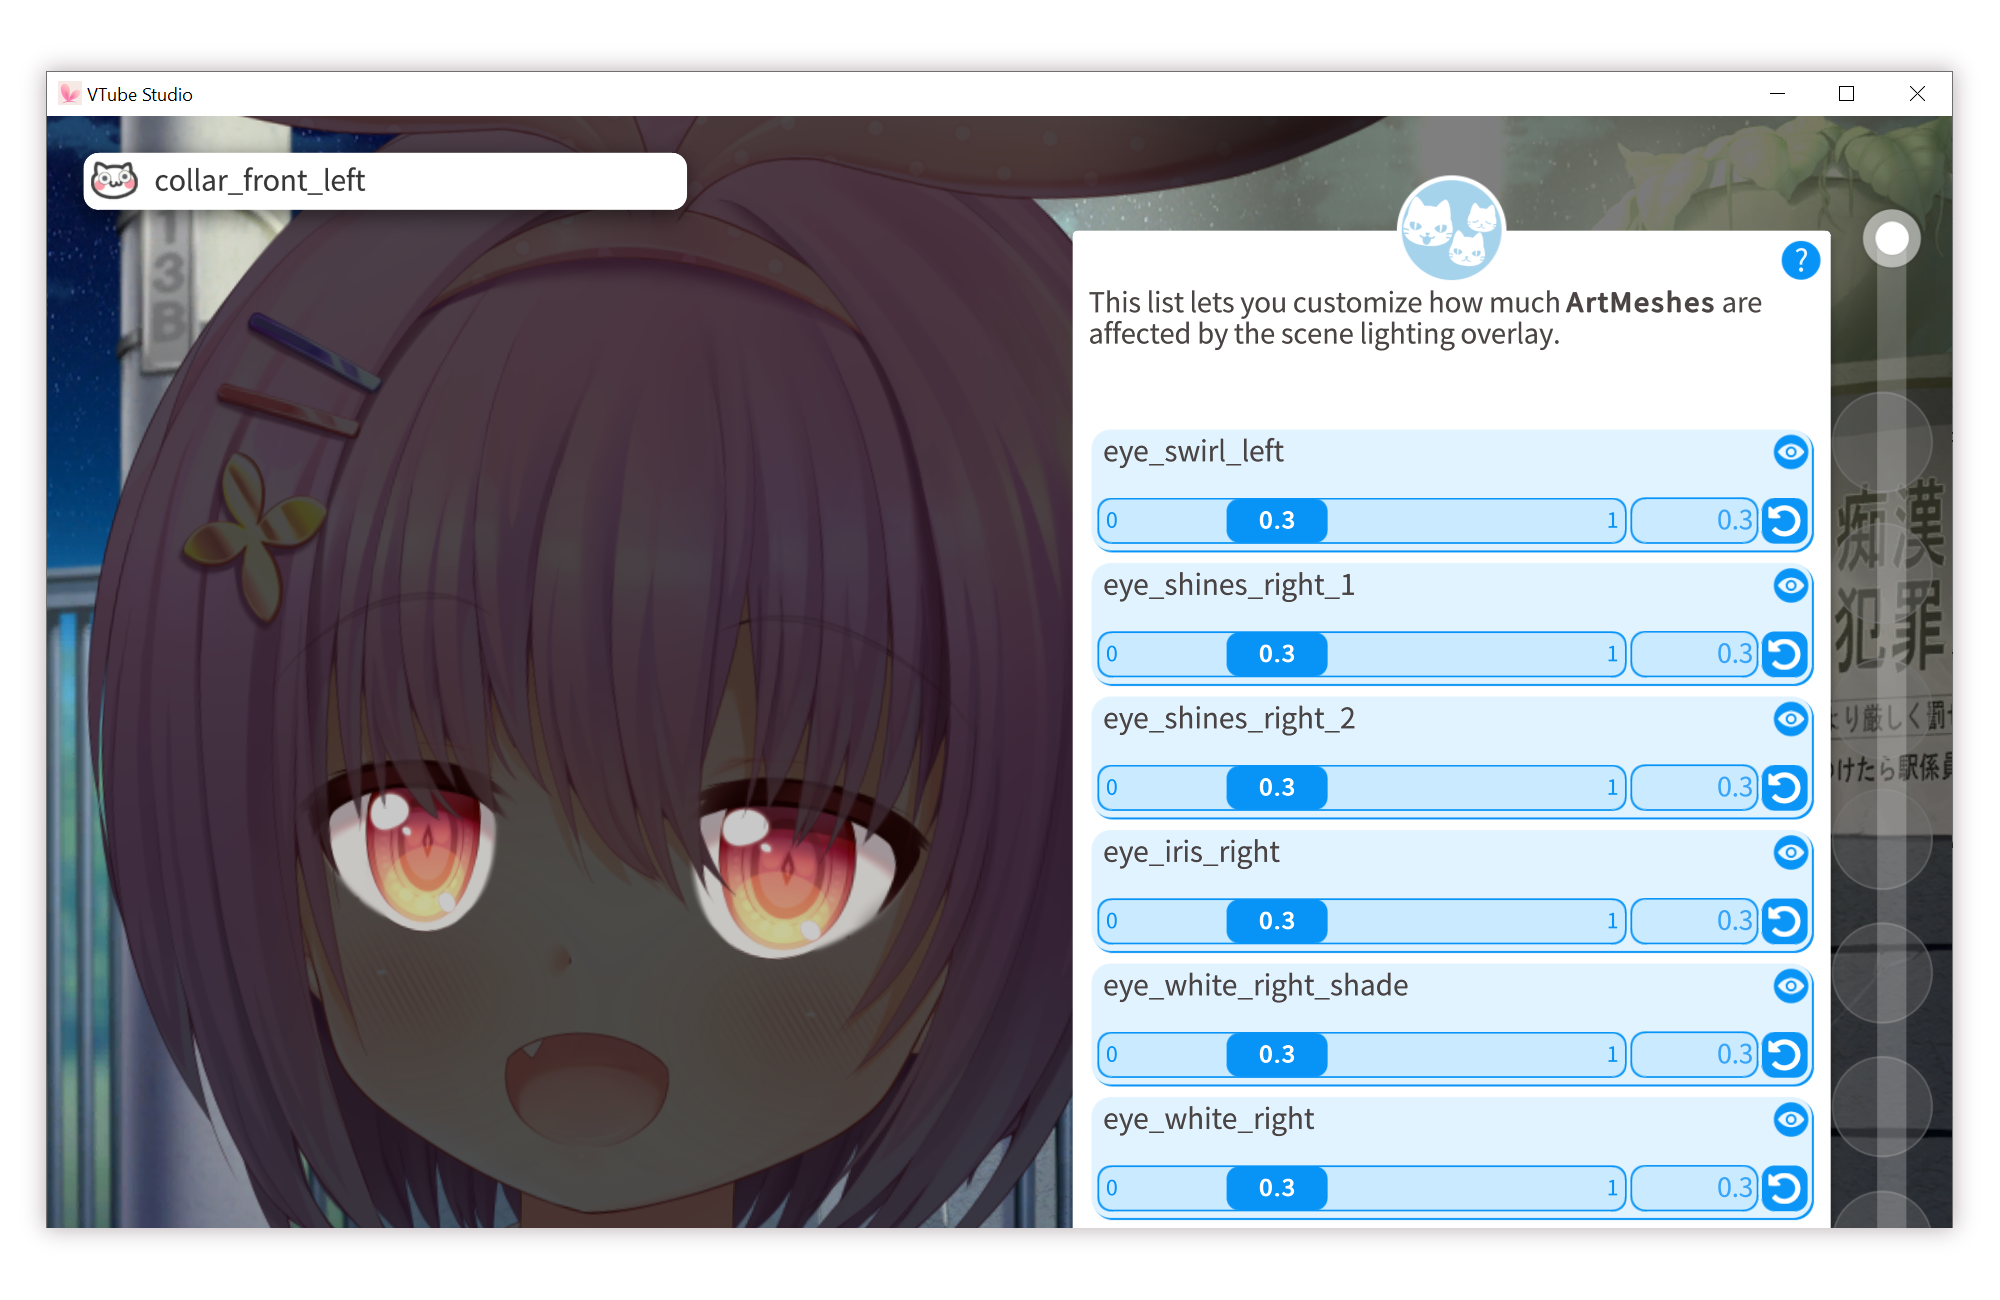 VTube Studio
collar_front_left
3
B
?
This list lets you customize how much ArtMeshes are
affected by the scene lighting overlay.
eye_swirl_left
0 0.3 1 0.3
eye_shines_right_1
0 0.3 1 0.3
eye_shines_right_2
0 0.3 1 0.3
eye_iris_right
0 0.3 1 0.3
eye_white_right_shade
0 0.3 1 0.3
eye_white_right
0 0.3 1 0.3
痴漢
犯罪
り厳しく罰
けたら駅係員